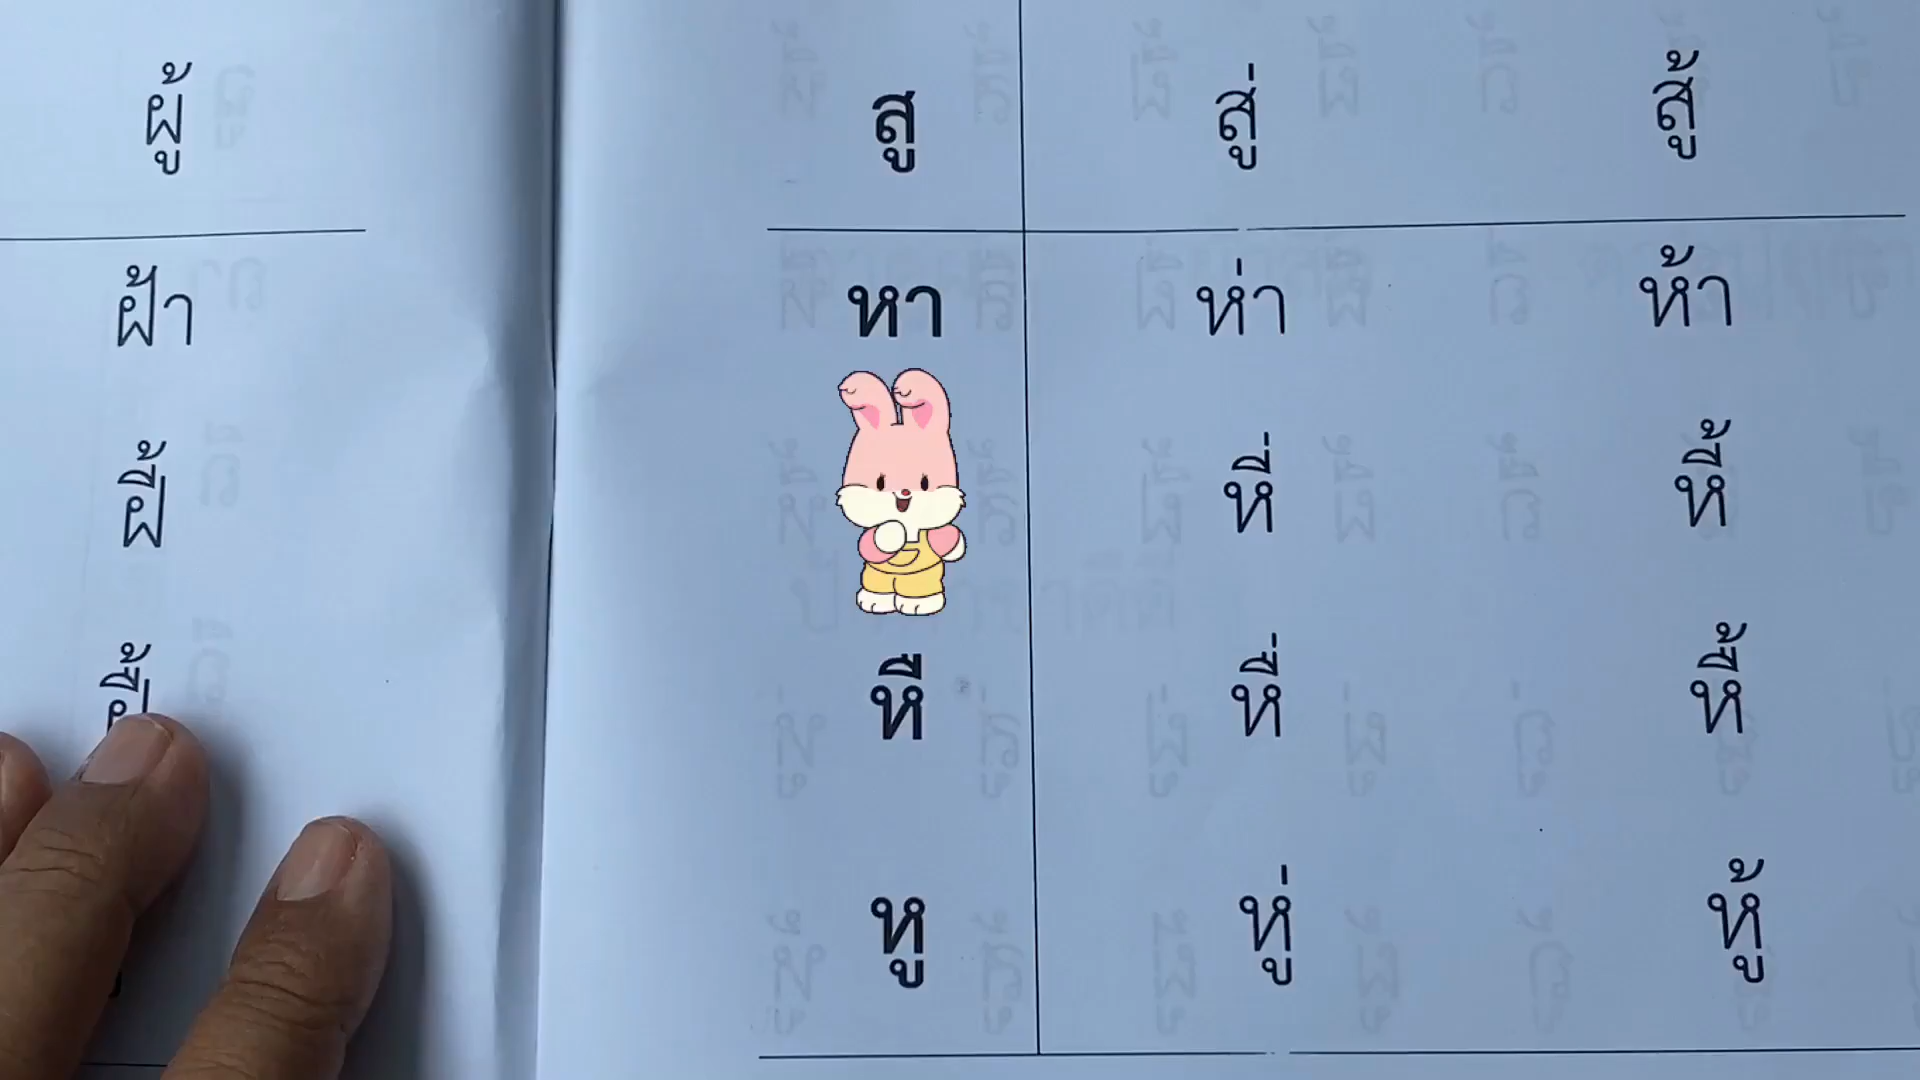 ผู้
ฝ้า
ฝี้
ฝื้
สู สู่ สู้
หา ห่า ห้า
หี่ หี้
หื หื่ หื้
หู หู่ หู้